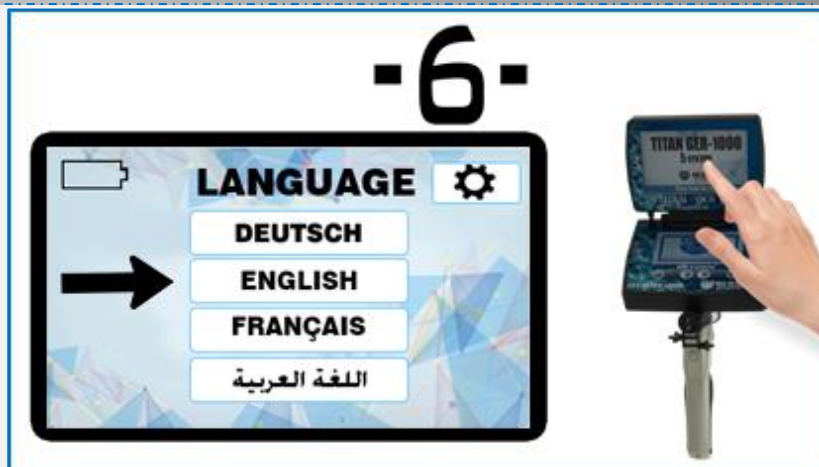 -6-
LANGUAGE
DEUTSCH
ENGLISH
FRANÇAIS
اللغة العربية
TITAN GER-1000